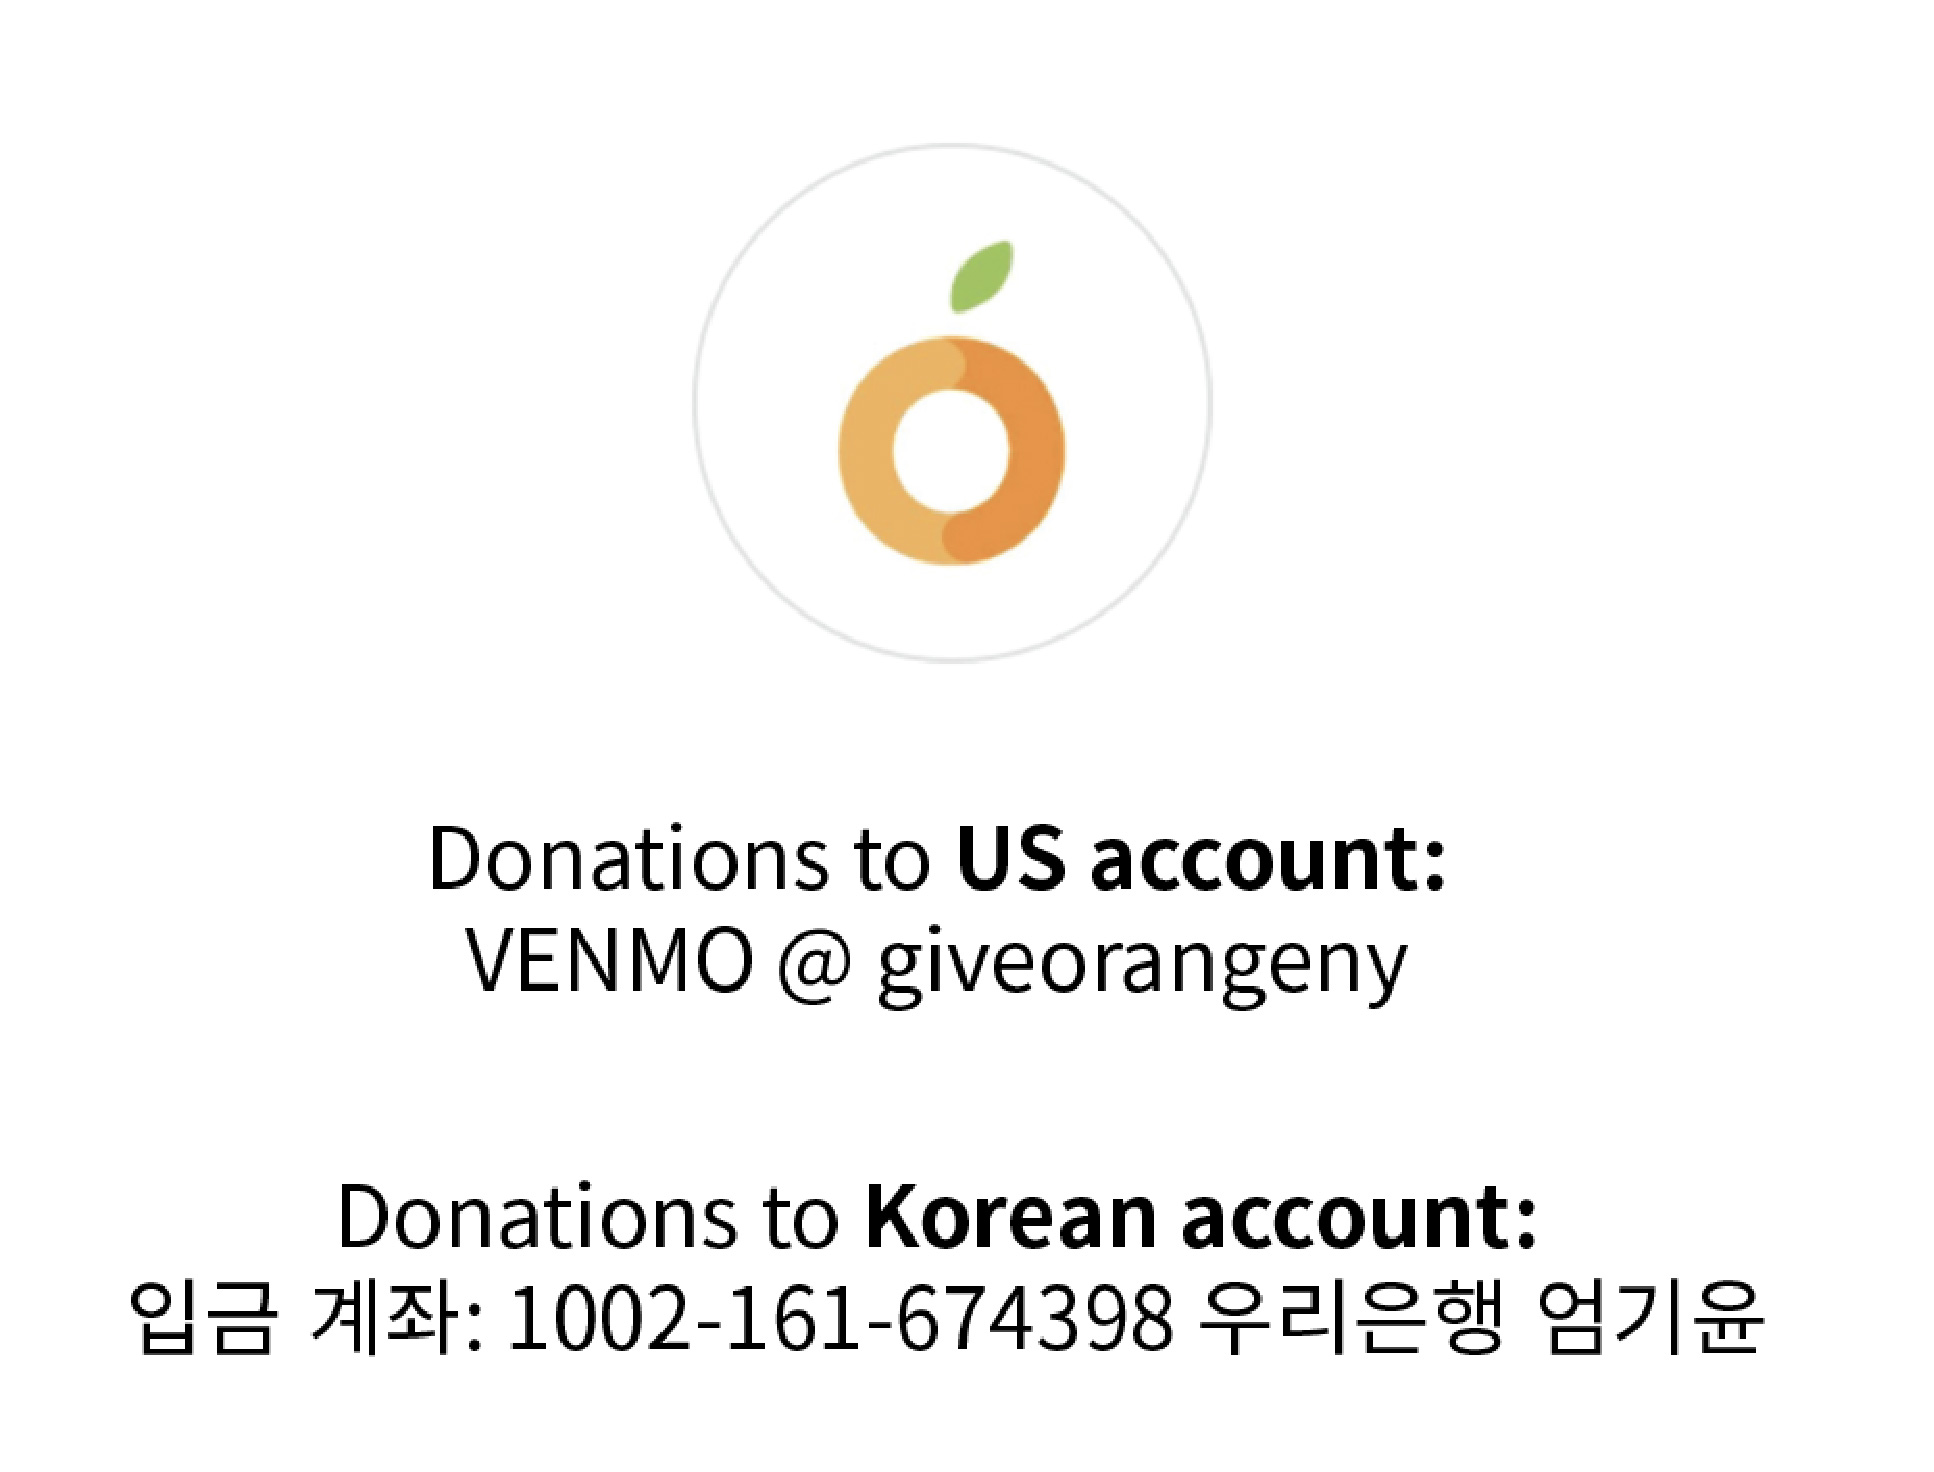 Donations to US account:
VENMO @ giveorangeny
Donations to Korean account:
입금 계좌: 1002-161-674398 우리은행 엄기윤